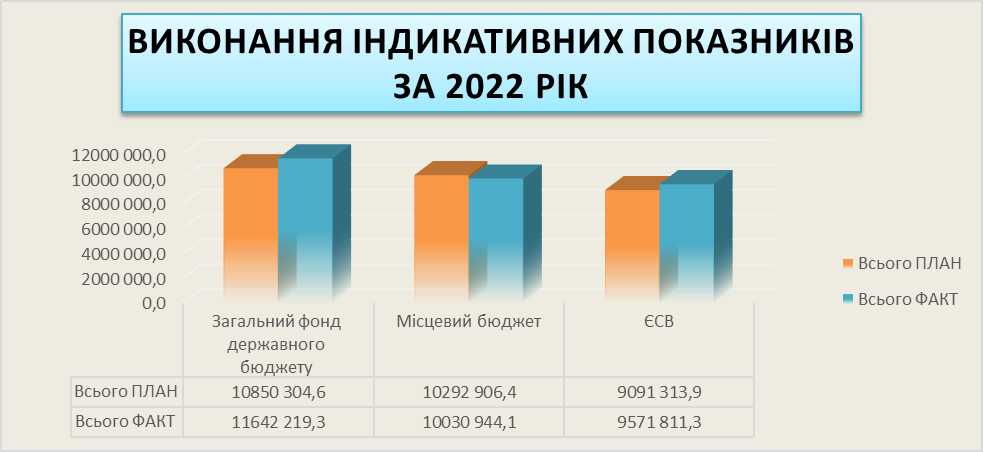 ВИКОНАННЯ ІНДИКАТИВНИХ ПОКАЗНИКІВ
ЗА 2022 РІК
12000 000,0
10000 000,0
8000 000,0
6000 000,0
4000 000,0
2000 000,0
0,0
Всього ПЛАН
Всього ФАКТ
Загальний фонд
державного
бюджету
Місцевий бюджет
ЄСВ
Всього ПЛАН 10850 304,6 10292 906,4 9091 313,9
Всього ФАКТ 11642 219,3 10030 944,1 9571 811,3